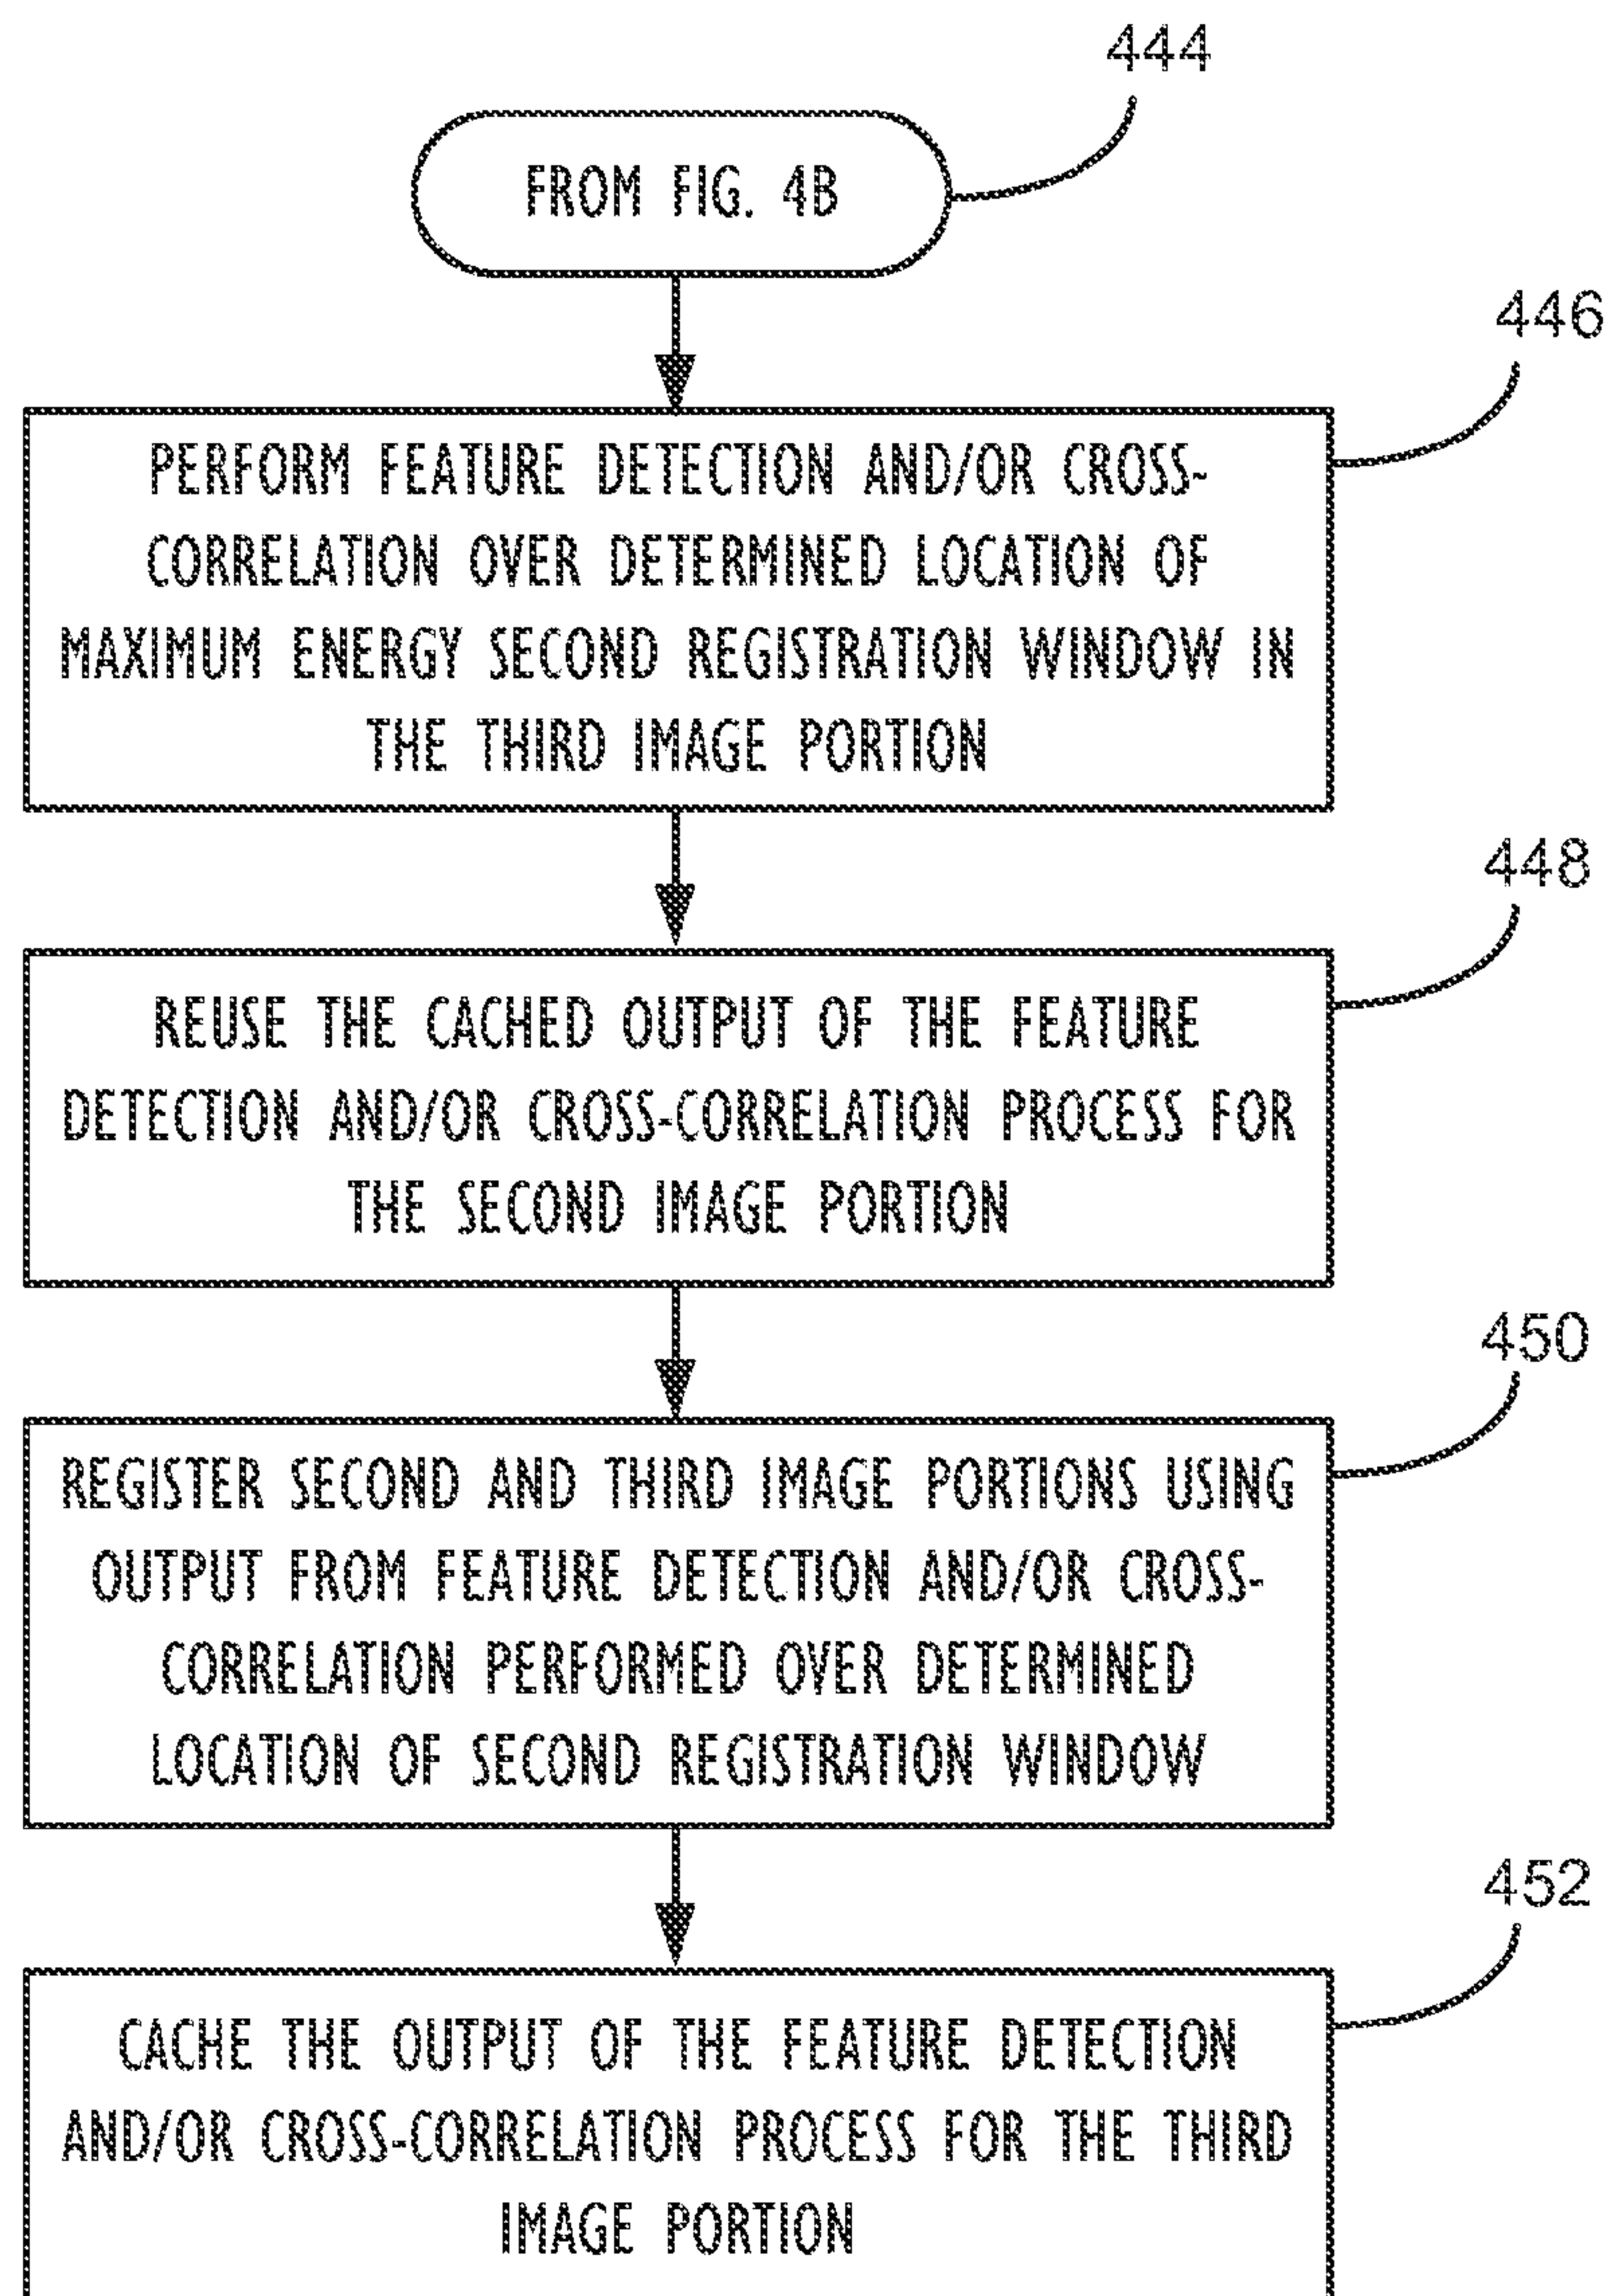 444
FROM FIG. 4B
446
PERFORM FEATURE DETECTION AND/OR CROSS-
CORRELATION OVER DETERMINED LOCATION OF
MAXIMUM ENERGY SECOND REGISTRATION WINDOW IN
THE THIRD IMAGE PORTION
448
REUSE THE CACHED OUTPUT OF THE FEATURE
DETECTION AND/OR CROSS-CORRELATION PROCESS FOR
THE SECOND IMAGE PORTION
450
REGISTER SECOND AND THIRD IMAGE PORTIONS USING
OUTPUT FROM FEATURE DETECTION AND/OR CROSS-
CORRELATION PERFORMED OVER DETERMINED
LOCATION OF SECOND REGISTRATION WINDOW
452
CACHE THE OUTPUT OF THE FEATURE DETECTION
AND/OR CROSS-CORRELATION PROCESS FOR THE THIRD
IMAGE PORTION